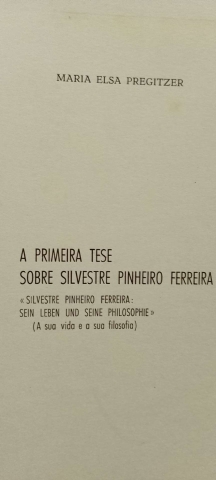 MARIA ELSA PREGITZER
A PRIMEIRA TESE
SOBRE SILVESTRE PINHEIRO FERREIRA
« SILVESTRE PINHEIRO FERREIRA:
SEIN LEBEN UND SEINE PHILOSOPHIE»
(A sua vida e a sua filosofia)